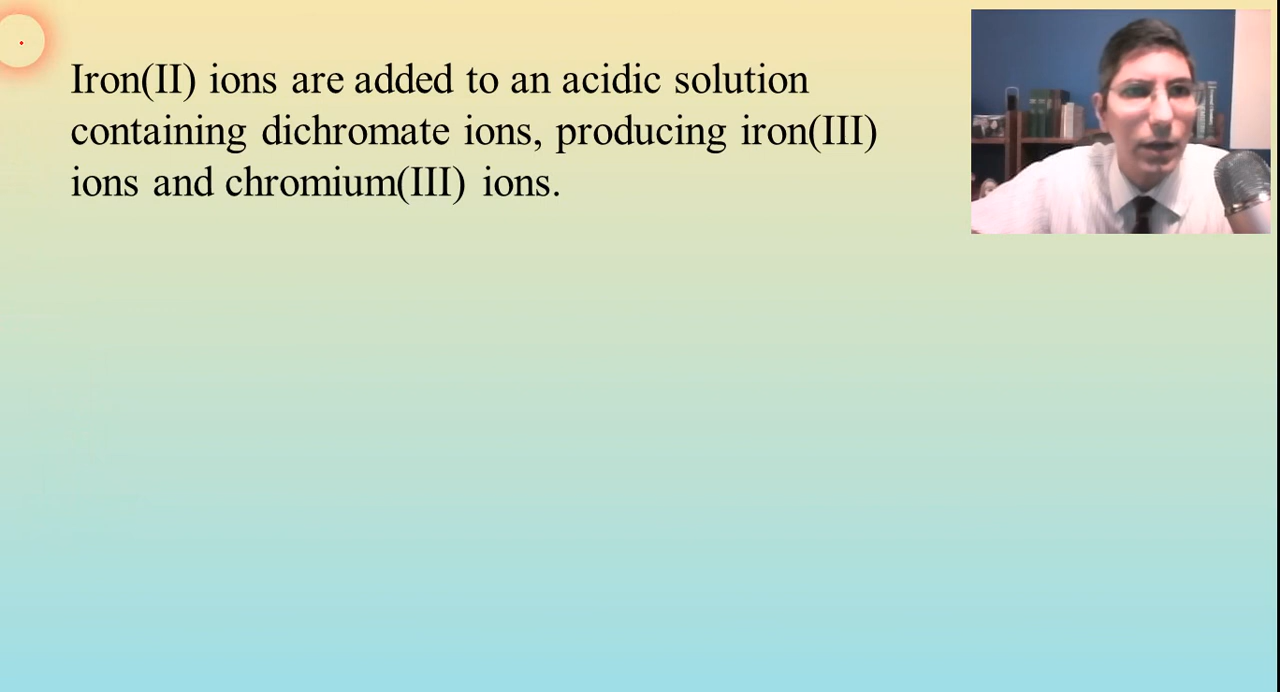 Iron(II) ions are added to an acidic solution
containing dichromate ions, producing iron(III)
ions and chromium(III) ions.